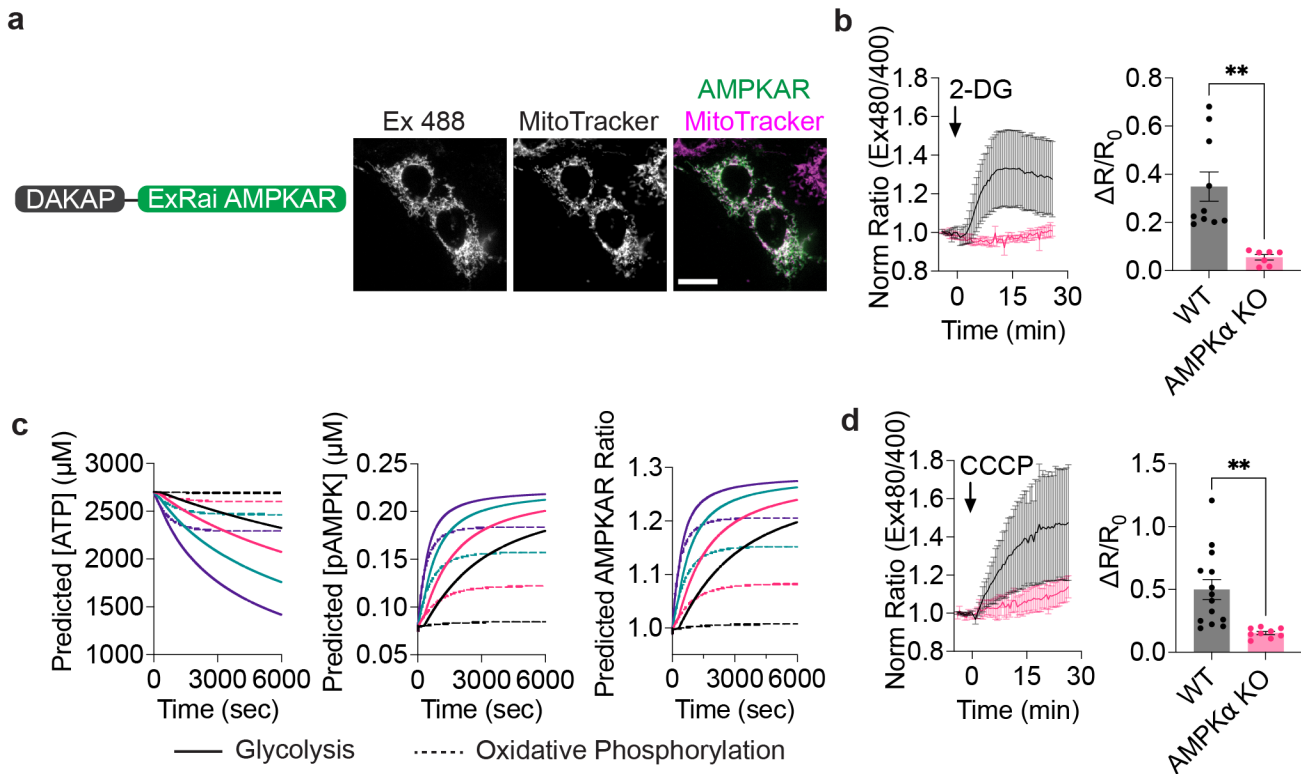 a
DAKAP
ExRai AMPKAR
Ex 488
MitoTracker
AMPKAR
MitoTracker
b
Norm Ratio (Ex480/400)
1.8
1.6
1.4
1.2
1.0
0.8
2-DG
0
15
30
Time (min)
ΔR/R0
0.8
0.6
0.4
0.2
0.0
**
WT
AMPKα KO
c
Predicted [ATP] (μM)
3000
2500
2000
1500
1000
0
3000
6000
Time (sec)
Predicted [pAMPK] (μM)
0.25
0.20
0.15
0.10
0.05
0
3000
6000
Time (sec)
Predicted AMPKAR Ratio
1.3
1.2
1.1
1.0
0
3000
6000
Time (sec)
Glycolysis
Oxidative Phosphorylation
d
Norm Ratio (Ex480/400)
1.8
1.6
1.4
1.2
1.0
0.8
CCCP
0
15
30
Time (min)
ΔR/R0
1.5
1.0
0.5
0.0
**
WT
AMPKα KO